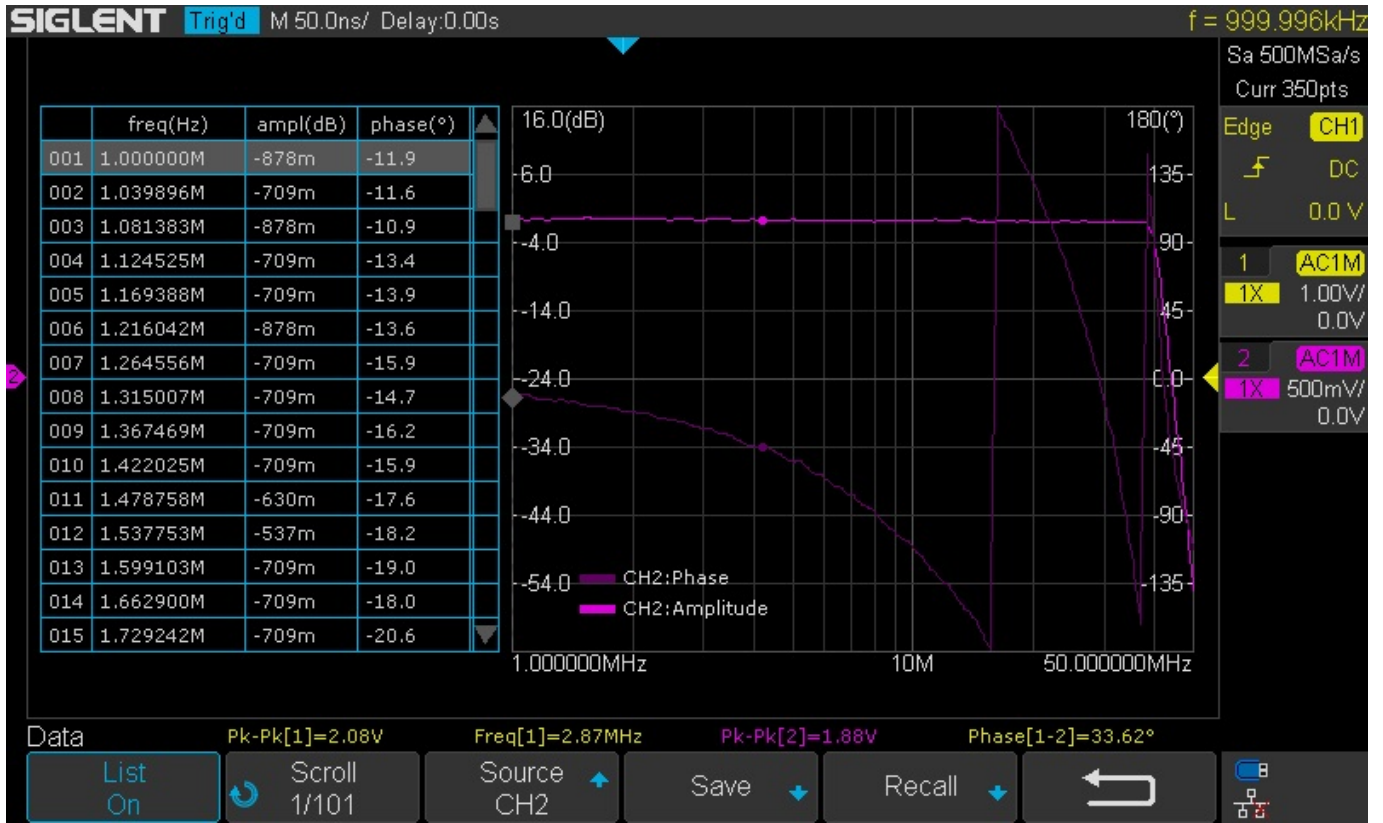 SIGLENT Trig'd M 50.0ns/ Delay:0.00s f = 999.996kHz
Sa 500MSa/s
Curr 350pts
Edge CH1
DC
L 0.0 V
1 AC1M
1X 1.00V/
0.0V
2 AC1M
1X 500mV/
0.0V
2
freq(Hz) ampl(dB) phase(°)
001 1.000000M -878m -11.9
002 1.039896M -709m -11.6
003 1.081383M -878m -10.9
004 1.124525M -709m -13.4
005 1.169388M -709m -13.9
006 1.216042M -878m -13.6
007 1.264556M -709m -15.9
008 1.315007M -709m -14.7
009 1.367469M -709m -16.2
010 1.422025M -709m -15.9
011 1.478758M -630m -17.6
012 1.537753M -537m -18.2
013 1.599103M -709m -19.0
014 1.662900M -709m -18.0
015 1.729242M -709m -20.6
16.0(dB) 180(°)
-6.0 135-
--4.0 90-
--14.0 45-
--24.0 0.0-
--34.0 -45-
--44.0 -90-
--54.0 -135-
CH2:Phase
CH2:Amplitude
1.000000MHz 10M 50.000000MHz
Data Pk-Pk[1]=2.08V Freq[1]=2.87MHz Pk-Pk[2]=1.88V Phase[1-2]=33.62°
List
On
Scroll
1/101
Source
CH2
Save
Recall